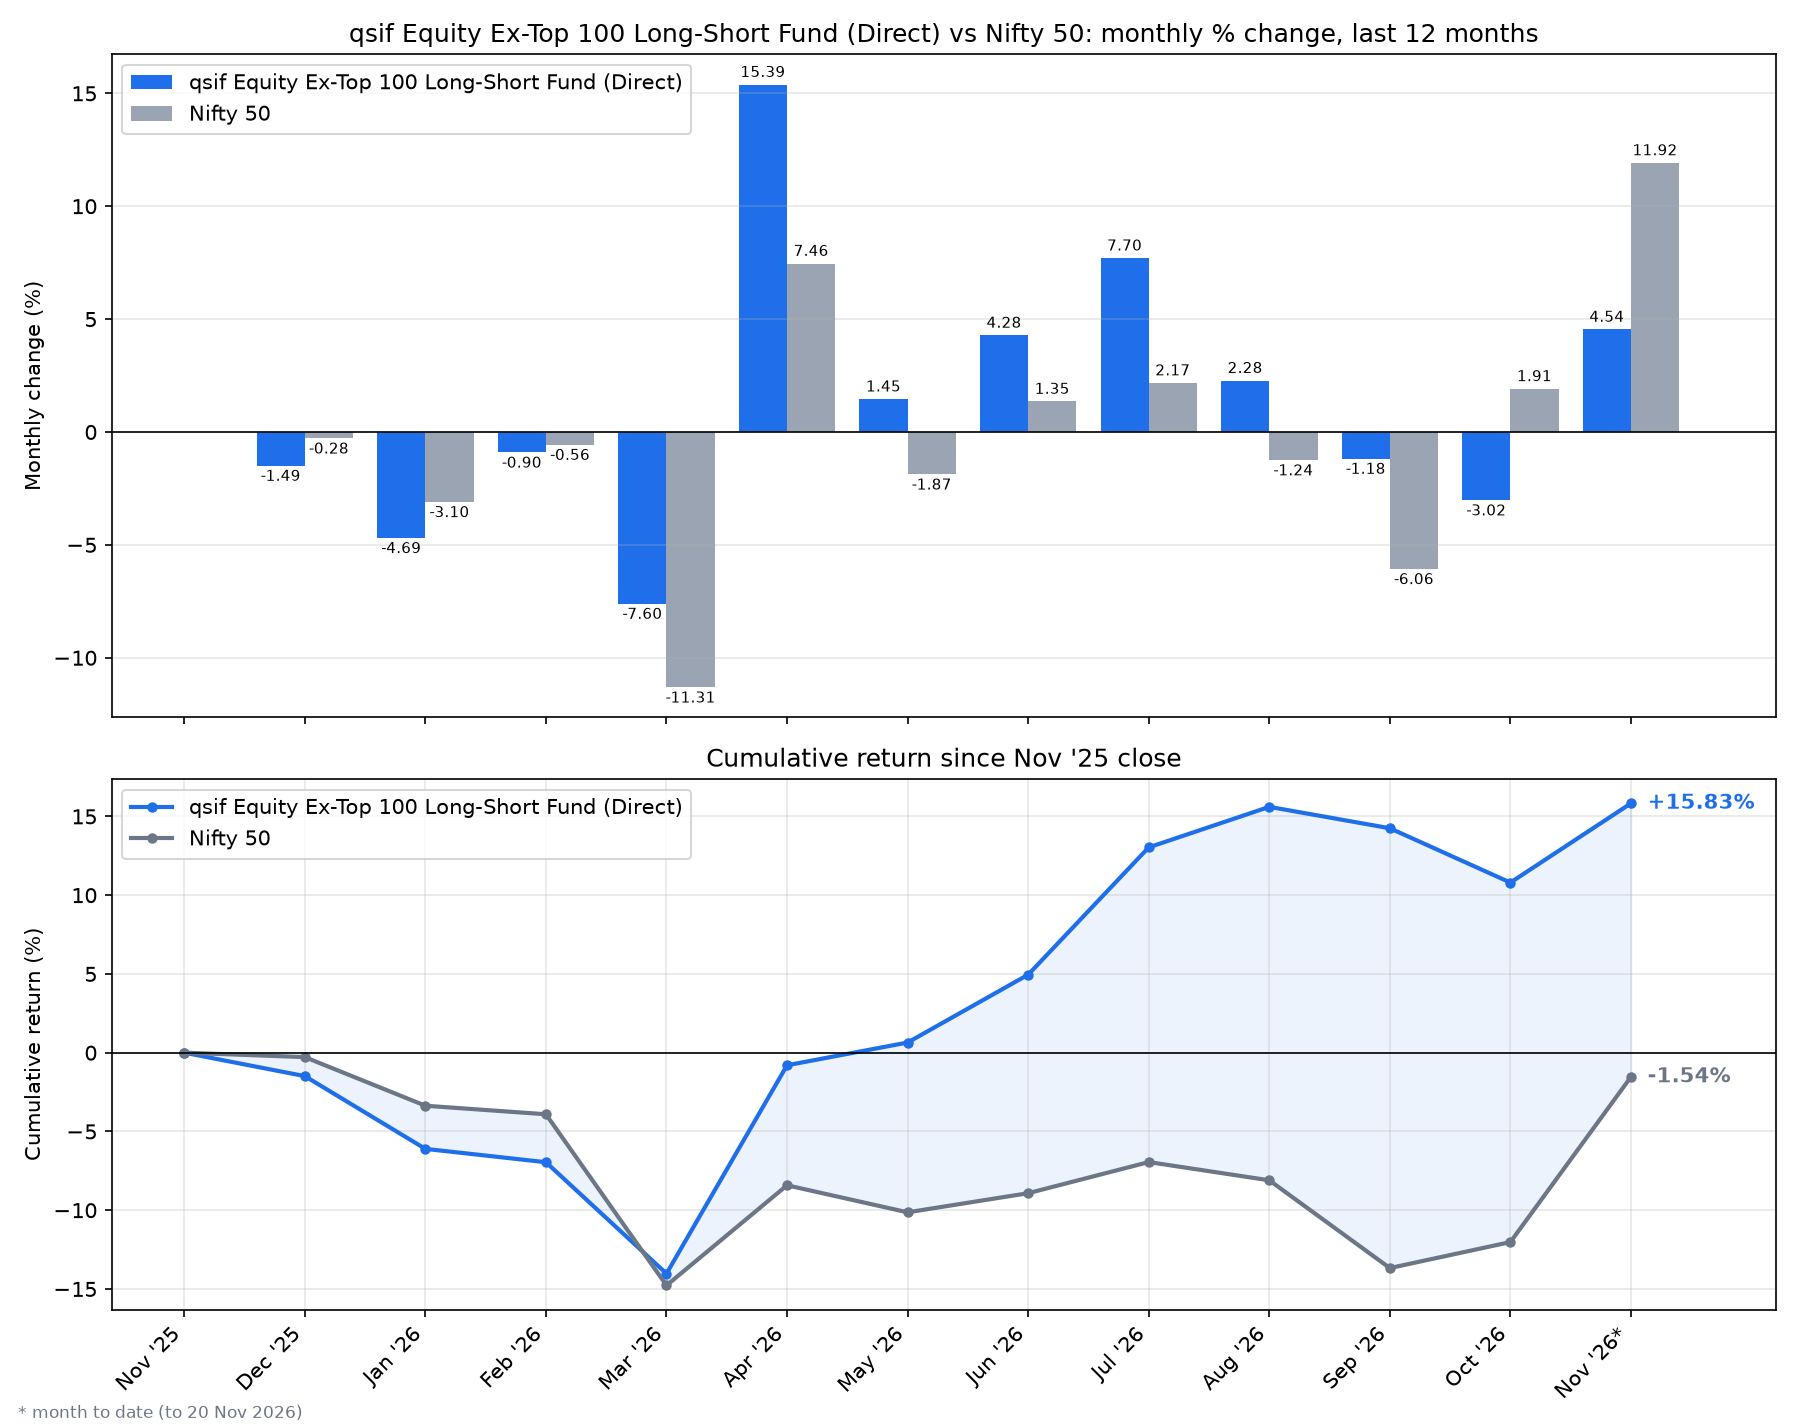 qsif Equity Ex-Top 100 Long-Short Fund (Direct) vs Nifty 50: monthly % change, last 12 months
qsif Equity Ex-Top 100 Long-Short Fund (Direct)
Nifty 50
Monthly change (%)
15
10
5
0
−5
−10
-1.49
-0.28
-4.69
-3.10
-0.90
-0.56
-7.60
-11.31
15.39
7.46
1.45
-1.87
4.28
1.35
7.70
2.17
2.28
-1.24
-1.18
-6.06
-3.02
1.91
4.54
11.92
Cumulative return since Nov '25 close
qsif Equity Ex-Top 100 Long-Short Fund (Direct)
Nifty 50
Cumulative return (%)
15
10
5
0
−5
−10
−15
+15.83%
-1.54%
Nov '25
Dec '25
Jan '26
Feb '26
Mar '26
Apr '26
May '26
Jun '26
Jul '26
Aug '26
Sep '26
Oct '26
Nov '26*
* month to date (to 20 Nov 2026)